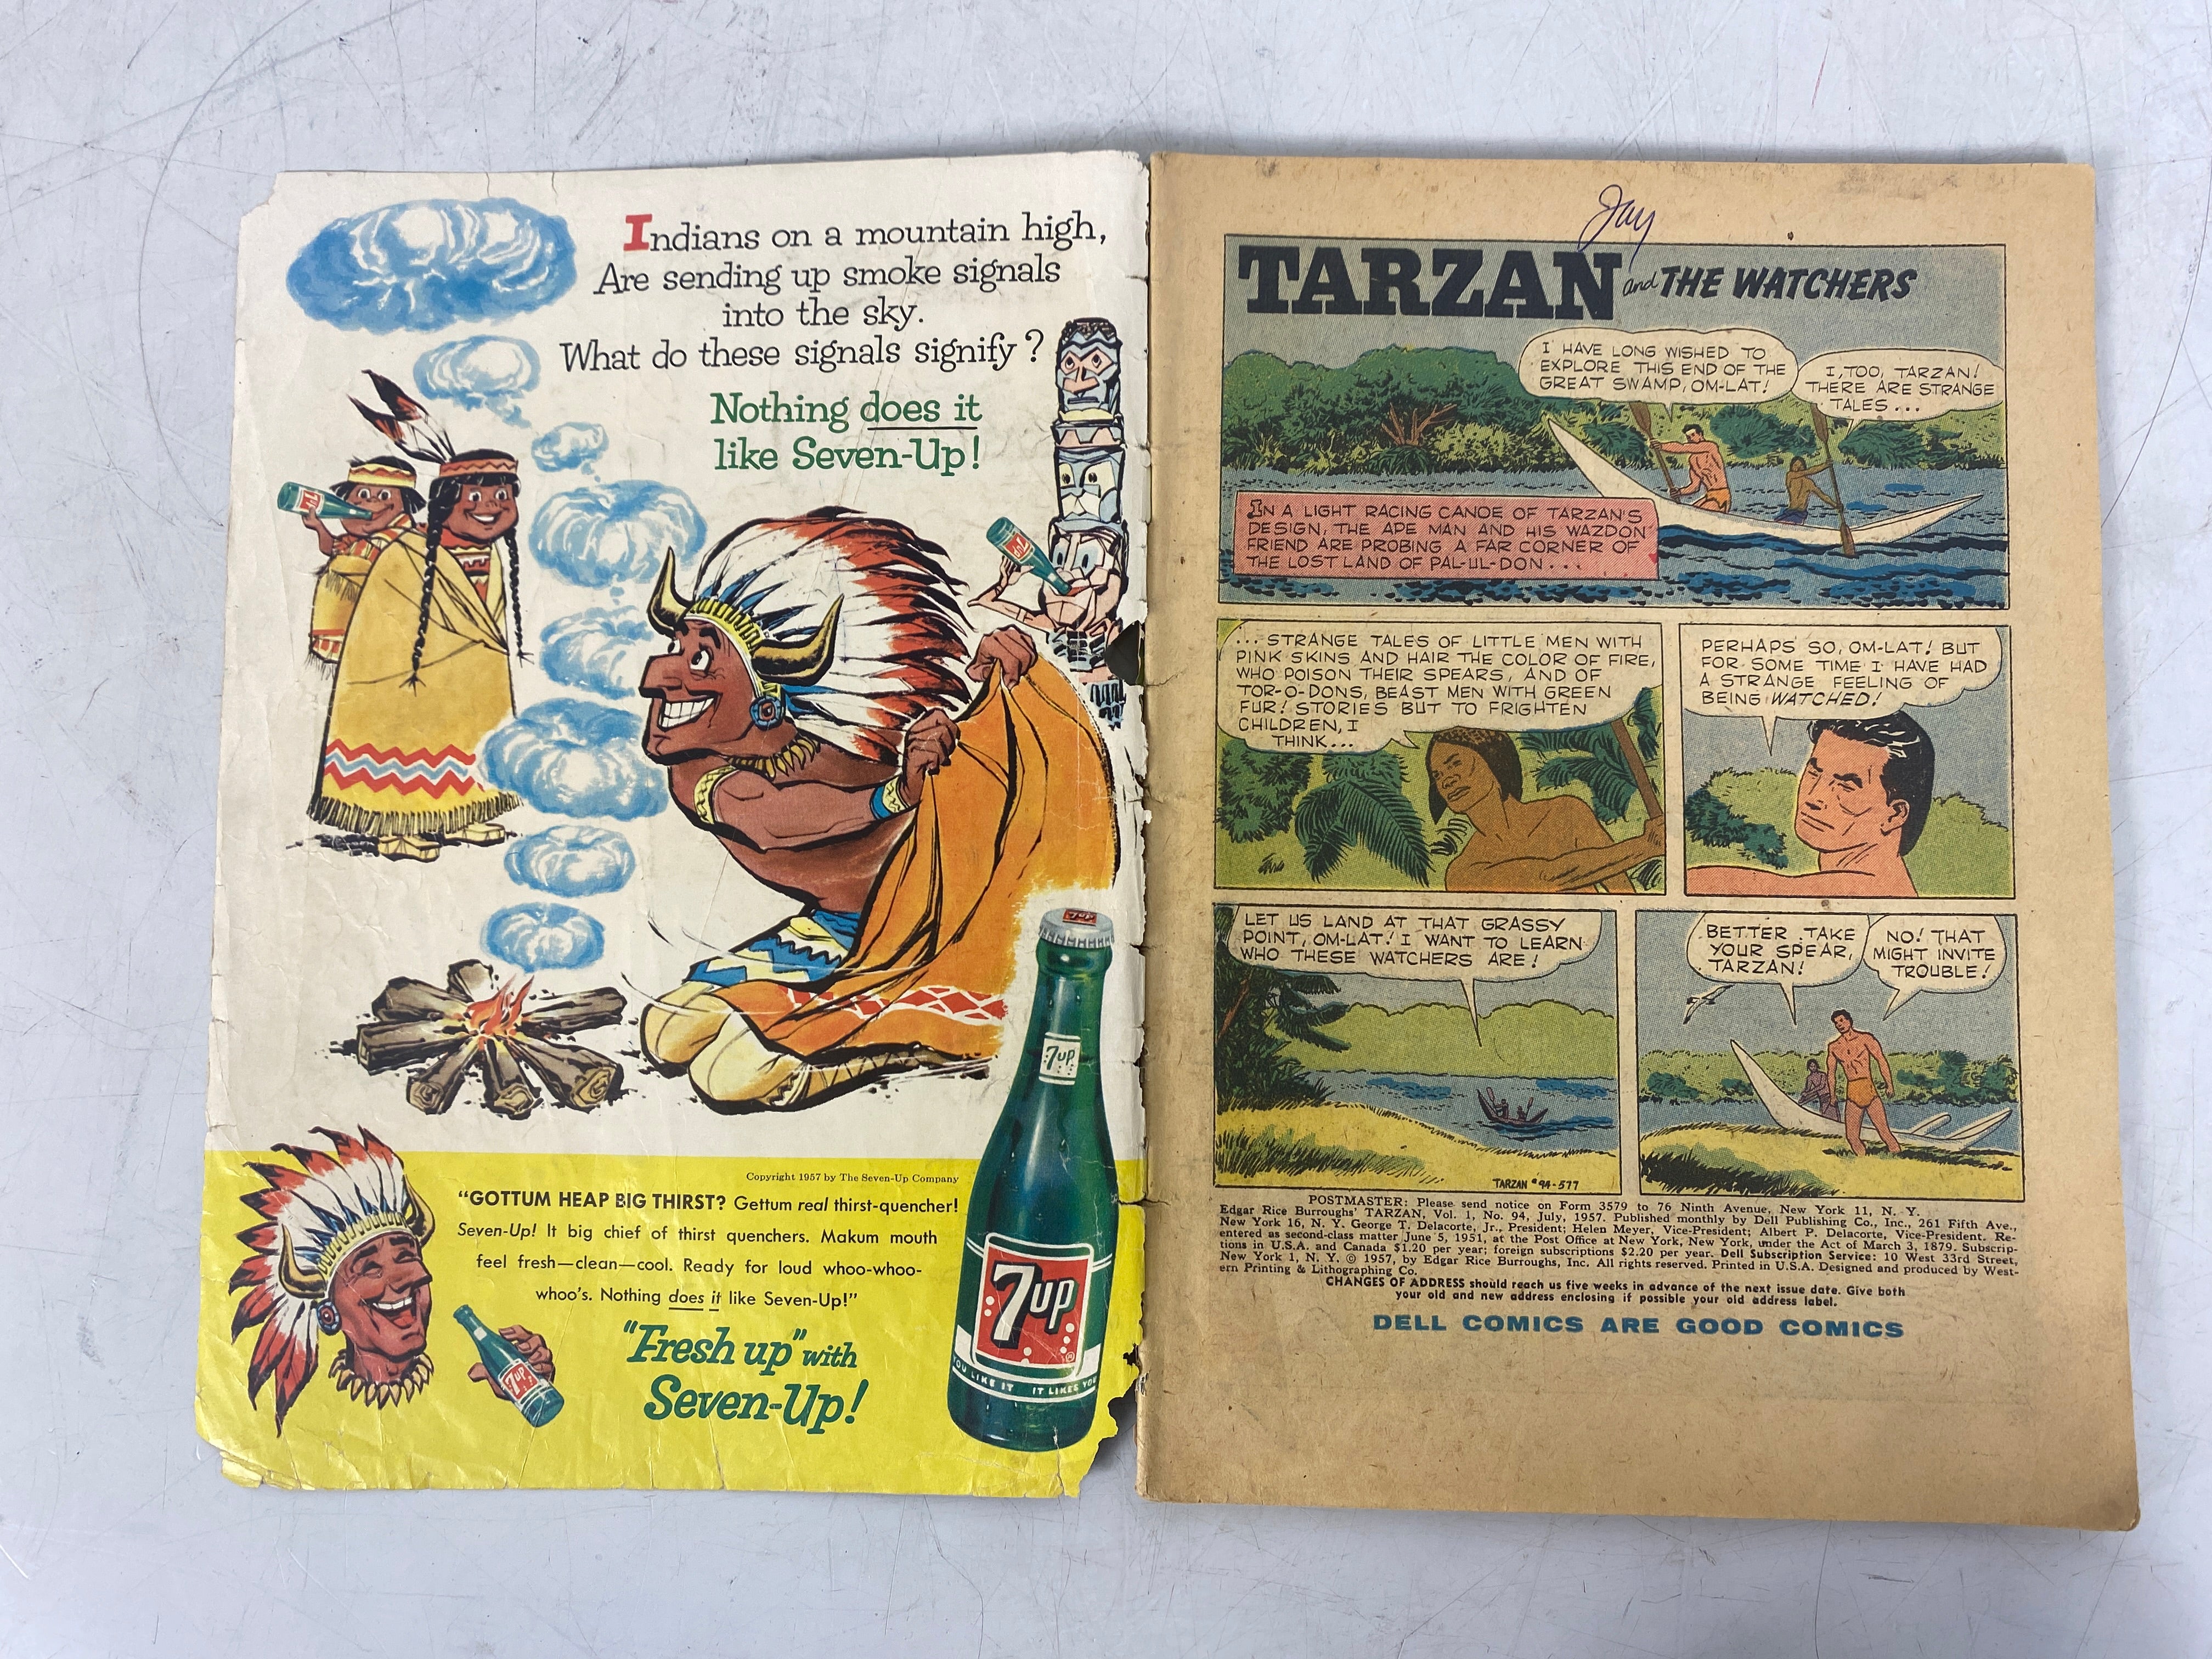 Indians on a mountain high,
Are sending up smoke signals
into the sky.
What do these signals signify?
Nothing does it
like Seven-Up!
7up
7up
7up
7up
7up
YOU LIKE IT IT LIKES YOU
Copyright 1957 by The Seven-Up Company
"GOTTUM HEAP BIG THIRST? Gettum real thirst-quencher!
Seven-Up! It big chief of thirst quenchers. Makum mouth
feel fresh—clean—cool. Ready for loud whoo-whoo-
whoo's. Nothing does it like Seven-Up!"
7up
"Fresh up" with
Seven-Up!
Jay
TARZAN and THE WATCHERS
I HAVE LONG WISHED TO
EXPLORE THIS END OF THE
GREAT SWAMP, OM-LAT!
I, TOO, TARZAN!
THERE ARE STRANGE
TALES...
IN A LIGHT RACING CANOE OF TARZAN'S
DESIGN, THE APE MAN AND HIS WAZDON
FRIEND ARE PROBING A FAR CORNER OF
THE LOST LAND OF PAL-UL-DON...
...STRANGE TALES OF LITTLE MEN WITH
PINK SKINS AND HAIR THE COLOR OF FIRE,
WHO POISON THEIR SPEARS, AND OF
TOR-O-DONS, BEAST MEN WITH GREEN
FUR! STORIES BUT TO FRIGHTEN
CHILDREN, I
THINK...
PERHAPS SO, OM-LAT! BUT
FOR SOME TIME I HAVE HAD
A STRANGE FEELING OF
BEING WATCHED!
LET US LAND AT THAT GRASSY
POINT, OM-LAT! I WANT TO LEARN
WHO THESE WATCHERS ARE!
TARZAN #94-577
BETTER TAKE
YOUR SPEAR,
TARZAN!
NO! THAT
MIGHT INVITE
TROUBLE!
POSTMASTER: Please send notice on Form 3579 to 76 Ninth Avenue, New York 11, N. Y.
Edgar Rice Burroughs' TARZAN, Vol. 1, No. 94, July, 1957. Published monthly by Dell Publishing Co., Inc., 261 Fifth Ave.,
New York 16, N. Y. George T. Delacorte, Jr., President; Helen Meyer, Vice-President; Albert P. Delacorte, Vice-President. Re-
entered as second-class matter June 5, 1951, at the Post Office at New York, New York, under the Act of March 3, 1879. Subscrip-
tions in U.S.A. and Canada $1.20 per year; foreign subscriptions $2.20 per year. Dell Subscription Service: 10 West 33rd Street,
New York 1, N. Y. © 1957, by Edgar Rice Burroughs, Inc. All rights reserved. Printed in U.S.A. Designed and produced by West-
ern Printing & Lithographing Co.
CHANGES OF ADDRESS should reach us five weeks in advance of the next issue date. Give both
your old and new address enclosing if possible your old address label.
DELL COMICS ARE GOOD COMICS